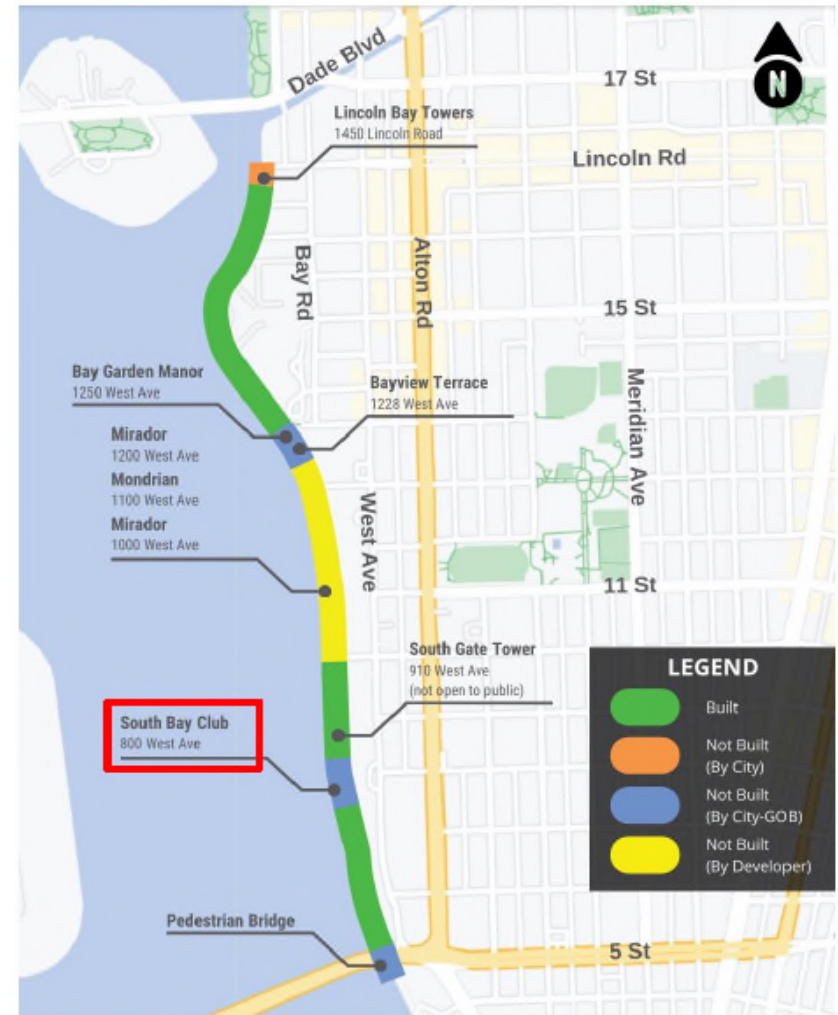 Dade Blvd
17 St
N
Lincoln Bay Towers
1450 Lincoln Road
Lincoln Rd
Bay Rd
Alton Rd
15 St
Bay Garden Manor
1250 West Ave
Bayview Terrace
1228 West Ave
Meridian Ave
Mirador
1200 West Ave
Mondrian
1100 West Ave
Mirador
1000 West Ave
West Ave
11 St
South Gate Tower
910 West Ave
(not open to public)
South Bay Club
800 West Ave
LEGEND
Built
Not Built
(By City)
Not Built
(By City-GOB)
Not Built
(By Developer)
Pedestrian Bridge
5 St